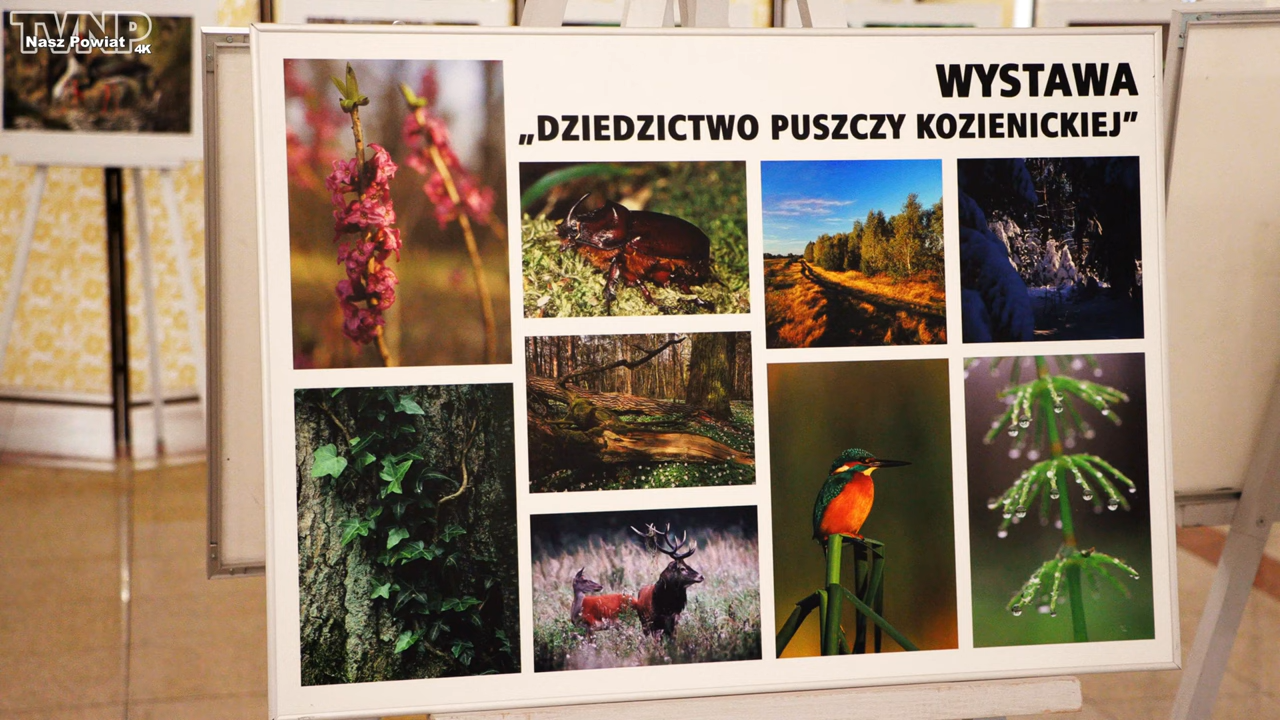 TVNP
Nasz Powiat
4K
WYSTAWA
„DZIEDZICTWO PUSZCZY KOZIENICKIEJ”